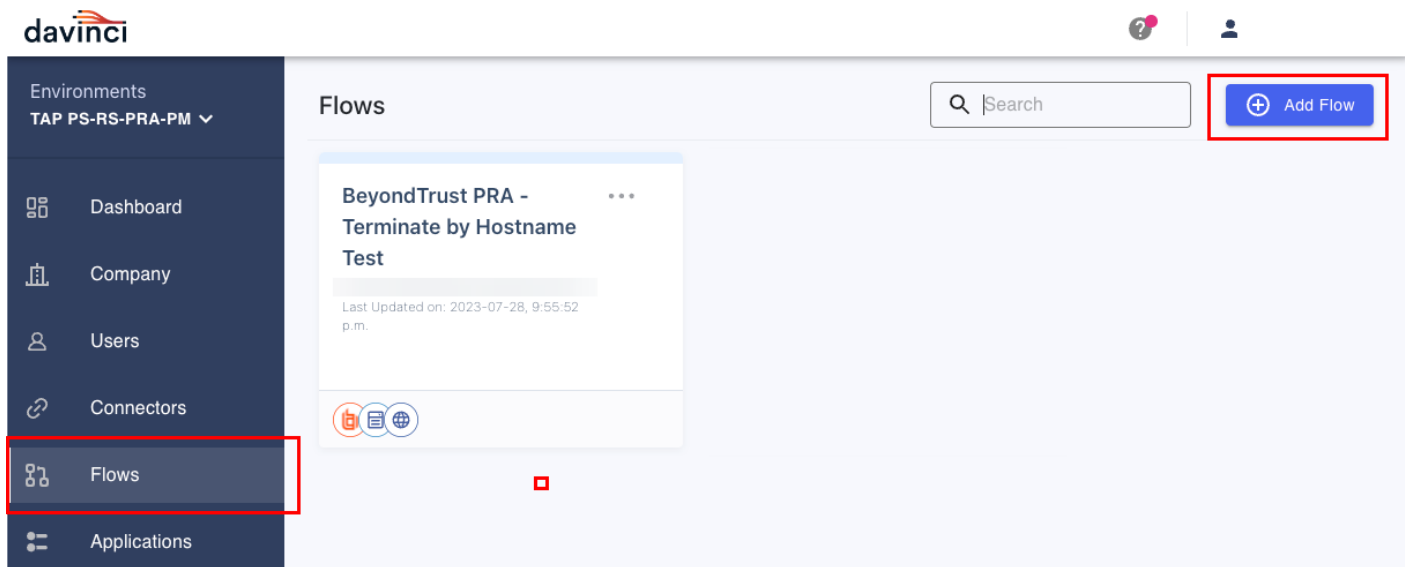 davinci
Environments
TAP PS-RS-PRA-PM
Flows
Search
Add Flow
Dashboard
Company
Users
Connectors
Flows
Applications
BeyondTrust PRA -
Terminate by Hostname
Test
Last Updated on: 2023-07-28, 9:55:52
p.m.